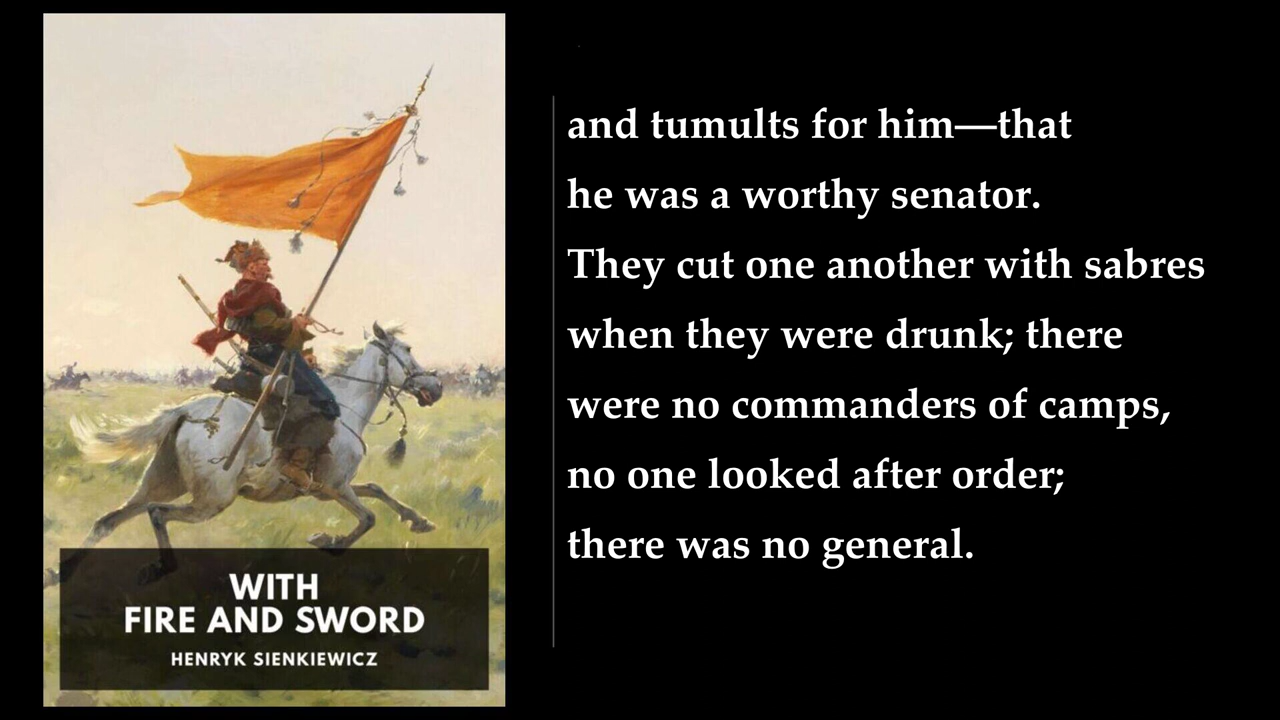 WITH
FIRE AND SWORD
HENRYK SIENKIEWICZ
and tumults for him—that
he was a worthy senator.
They cut one another with sabres
when they were drunk; there
were no commanders of camps,
no one looked after order;
there was no general.